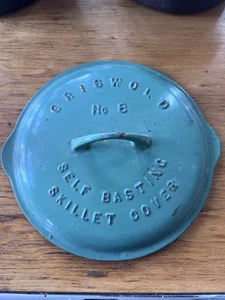 GRISWOLD
No 8
SELF BASTING
SKILLET COVER